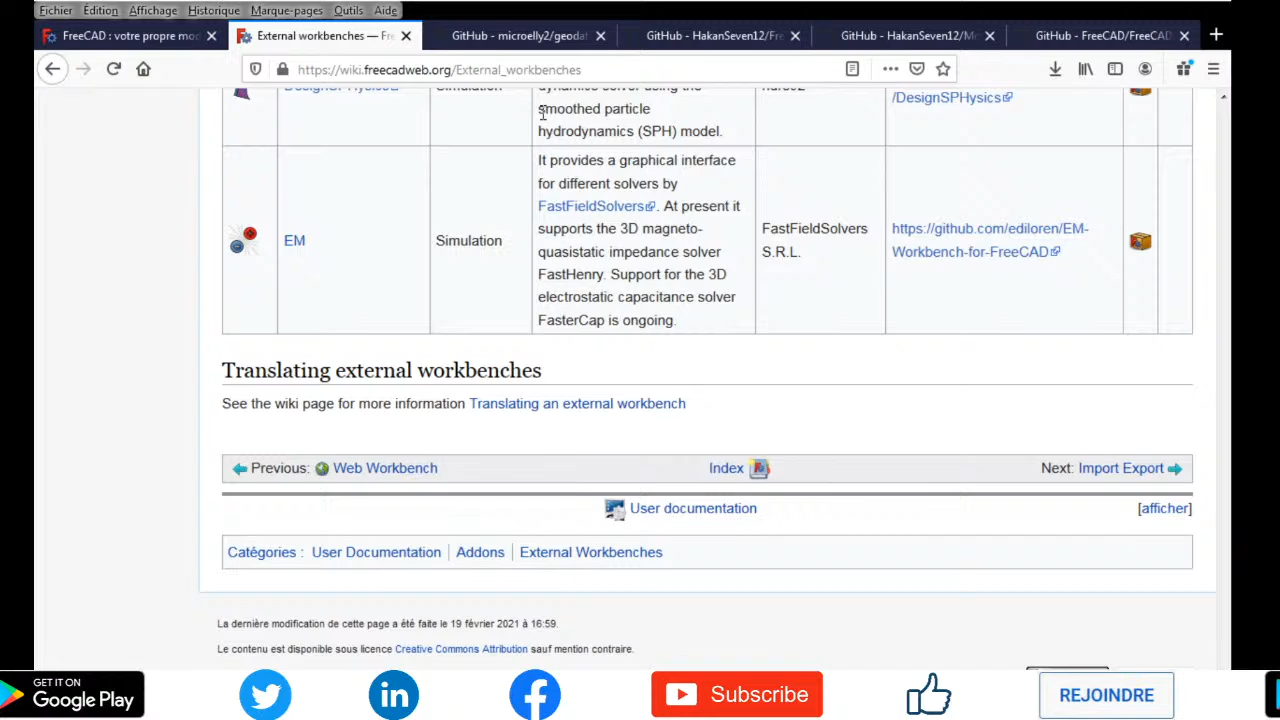 Fichier Édition Affichage Historique Marque-pages Outils Aide
FreeCAD : votre propre mo
External workbenches — Fre
GitHub - microelly2/geodat
GitHub - HakanSeven12/Fre
GitHub - HakanSeven12/M
GitHub - FreeCAD/FreeCAD
https://wiki.freecadweb.org/External_workbenches
smoothed particle
hydrodynamics (SPH) model.
/DesignSPHysics
EM
Simulation
It provides a graphical interface
for different solvers by
FastFieldSolvers. At present it
supports the 3D magneto-
quasistatic impedance solver
FastHenry. Support for the 3D
electrostatic capacitance solver
FasterCap is ongoing.
FastFieldSolvers
S.R.L.
https://github.com/ediloren/EM-
Workbench-for-FreeCAD
Translating external workbenches
See the wiki page for more information Translating an external workbench
Previous: Web Workbench
Index
Next: Import Export
User documentation
[afficher]
Catégories : User Documentation | Addons | External Workbenches
La dernière modification de cette page a été faite le 19 février 2021 à 16:59.
Le contenu est disponible sous licence Creative Commons Attribution sauf mention contraire.
GET IT ON
Google Play
Subscribe
REJOINDRE